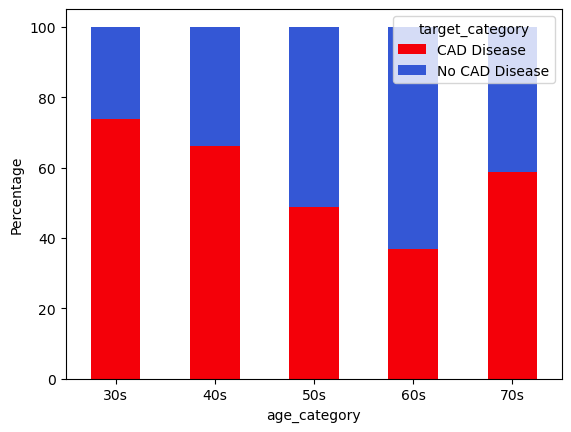 target_category
CAD Disease
No CAD Disease
100
80
60
40
20
0
Percentage
30s 40s 50s 60s 70s
age_category